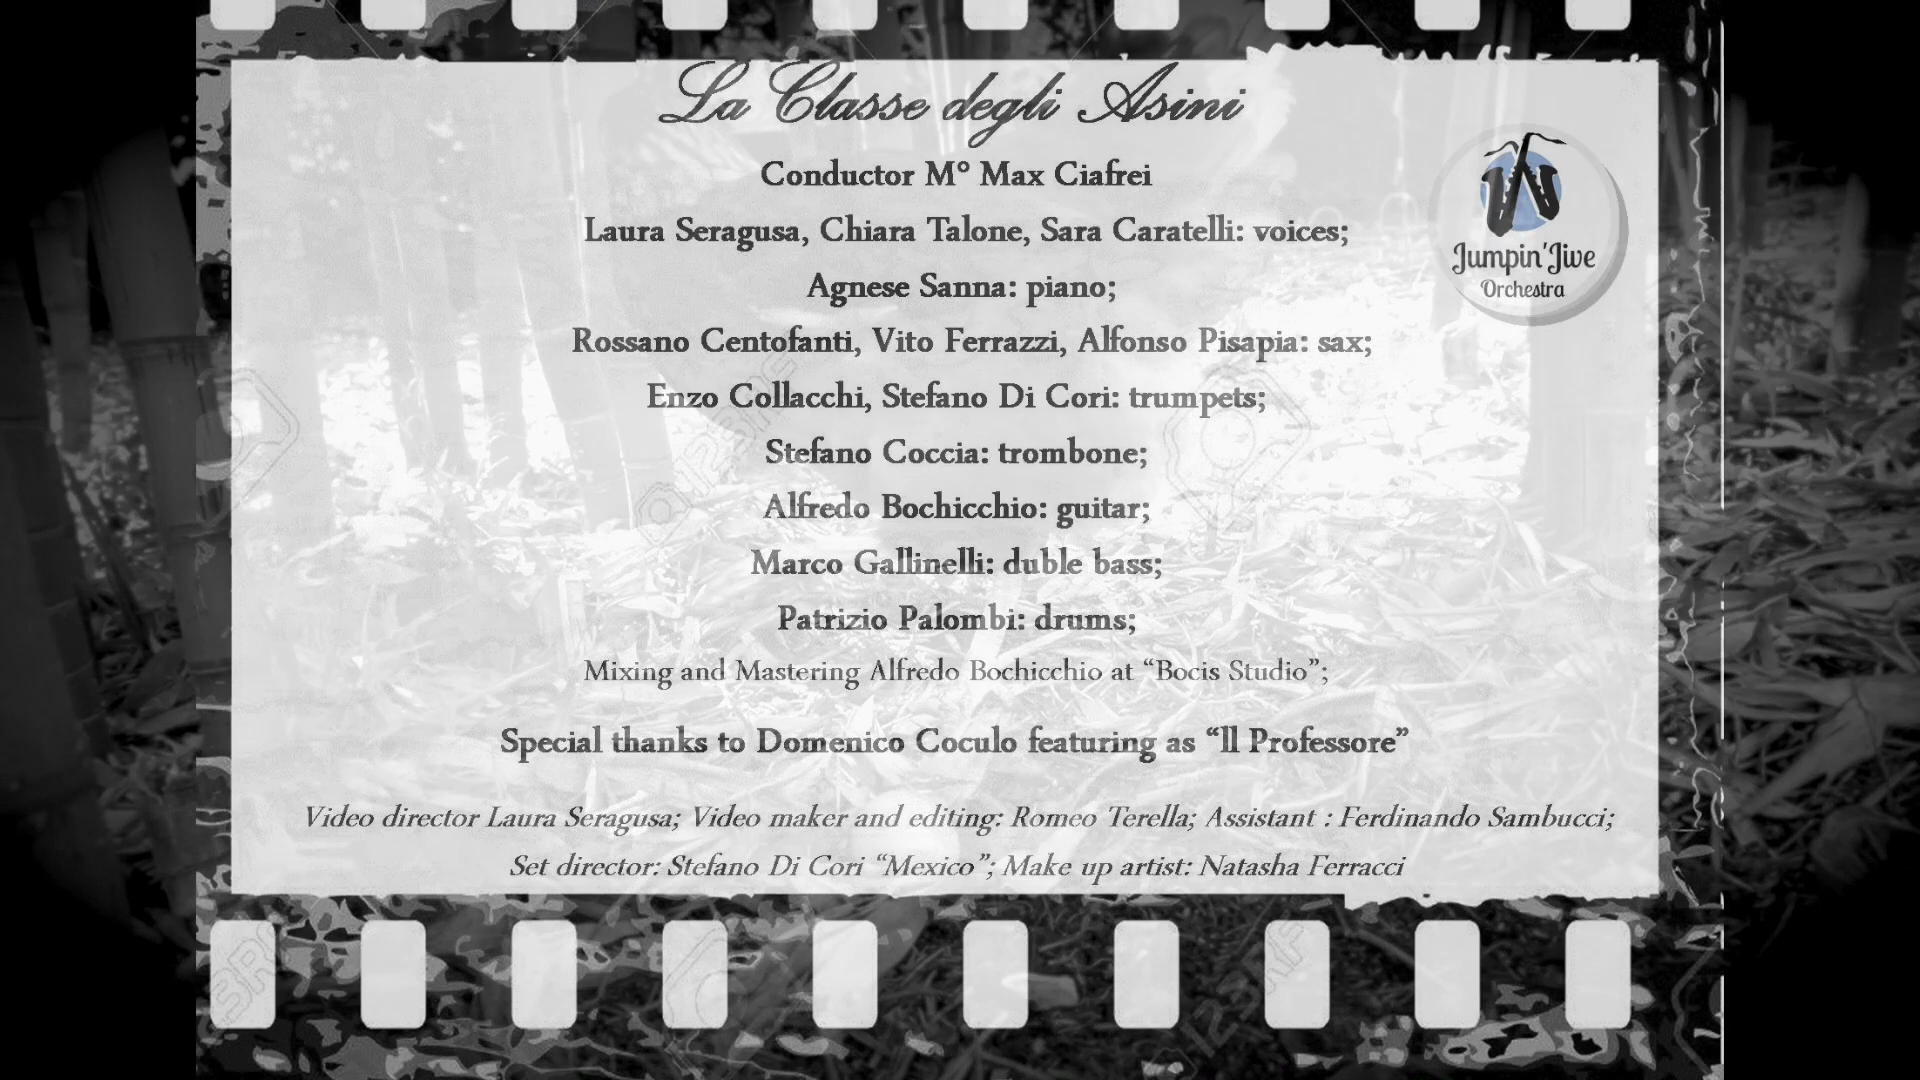 La Classe degli Asini
Conductor M° Max Ciafrei
Laura Seragusa, Chiara Talone, Sara Caratelli: voices;
Agnese Sanna: piano;
Rossano Centofanti, Vito Ferrazzi, Alfonso Pisapia: sax;
Enzo Collacchi, Stefano Di Cori: trumpets;
Stefano Coccia: trombone;
Alfredo Bochicchio: guitar;
Marco Gallinelli: duble bass;
Patrizio Palombi: drums;
Mixing and Mastering Alfredo Bochicchio at “Bocis Studio”;
Special thanks to Domenico Coculo featuring as “ll Professore”
Video director Laura Seragusa; Video maker and editing: Romeo Terella; Assistant : Ferdinando Sambucci;
Set director: Stefano Di Cori “Mexico”; Make up artist: Natasha Ferracci
Jumpin'Jive
Orchestra
123RF